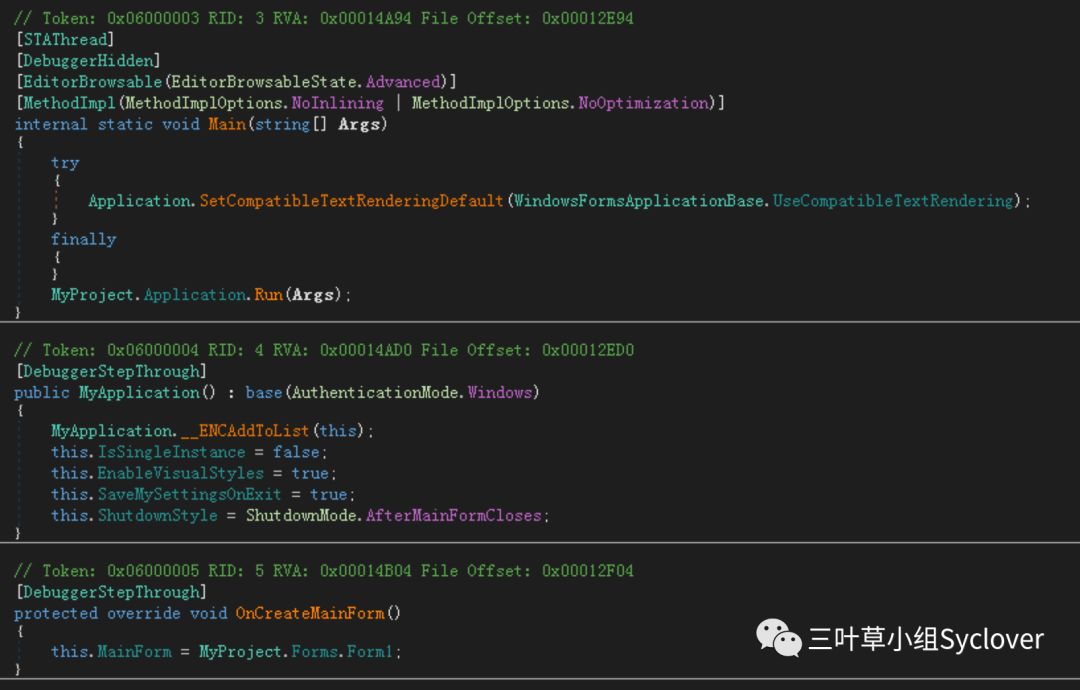 // Token: 0x06000003 RID: 3 RVA: 0x00014A94 File Offset: 0x00012E94
[STAThread]
[DebuggerHidden]
[EditorBrowsable(EditorBrowsableState.Advanced)]
[MethodImpl(MethodImplOptions.NoInlining | MethodImplOptions.NoOptimization)]
internal static void Main(string[] Args)
{
    try
    {
        Application.SetCompatibleTextRenderingDefault(WindowsFormsApplicationBase.UseCompatibleTextRendering);
    }
    finally
    {
    }
    MyProject.Application.Run(Args);
}
// Token: 0x06000004 RID: 4 RVA: 0x00014AD0 File Offset: 0x00012ED0
[DebuggerStepThrough]
public MyApplication() : base(AuthenticationMode.Windows)
{
    MyApplication.__ENCAddToList(this);
    this.IsSingleInstance = false;
    this.EnableVisualStyles = true;
    this.SaveMySettingsOnExit = true;
    this.ShutdownStyle = ShutdownMode.AfterMainFormCloses;
}
// Token: 0x06000005 RID: 5 RVA: 0x00014B04 File Offset: 0x00012F04
[DebuggerStepThrough]
protected override void OnCreateMainForm()
{
    this.MainForm = MyProject.Forms.Form1;
}
三叶草小组Syclover